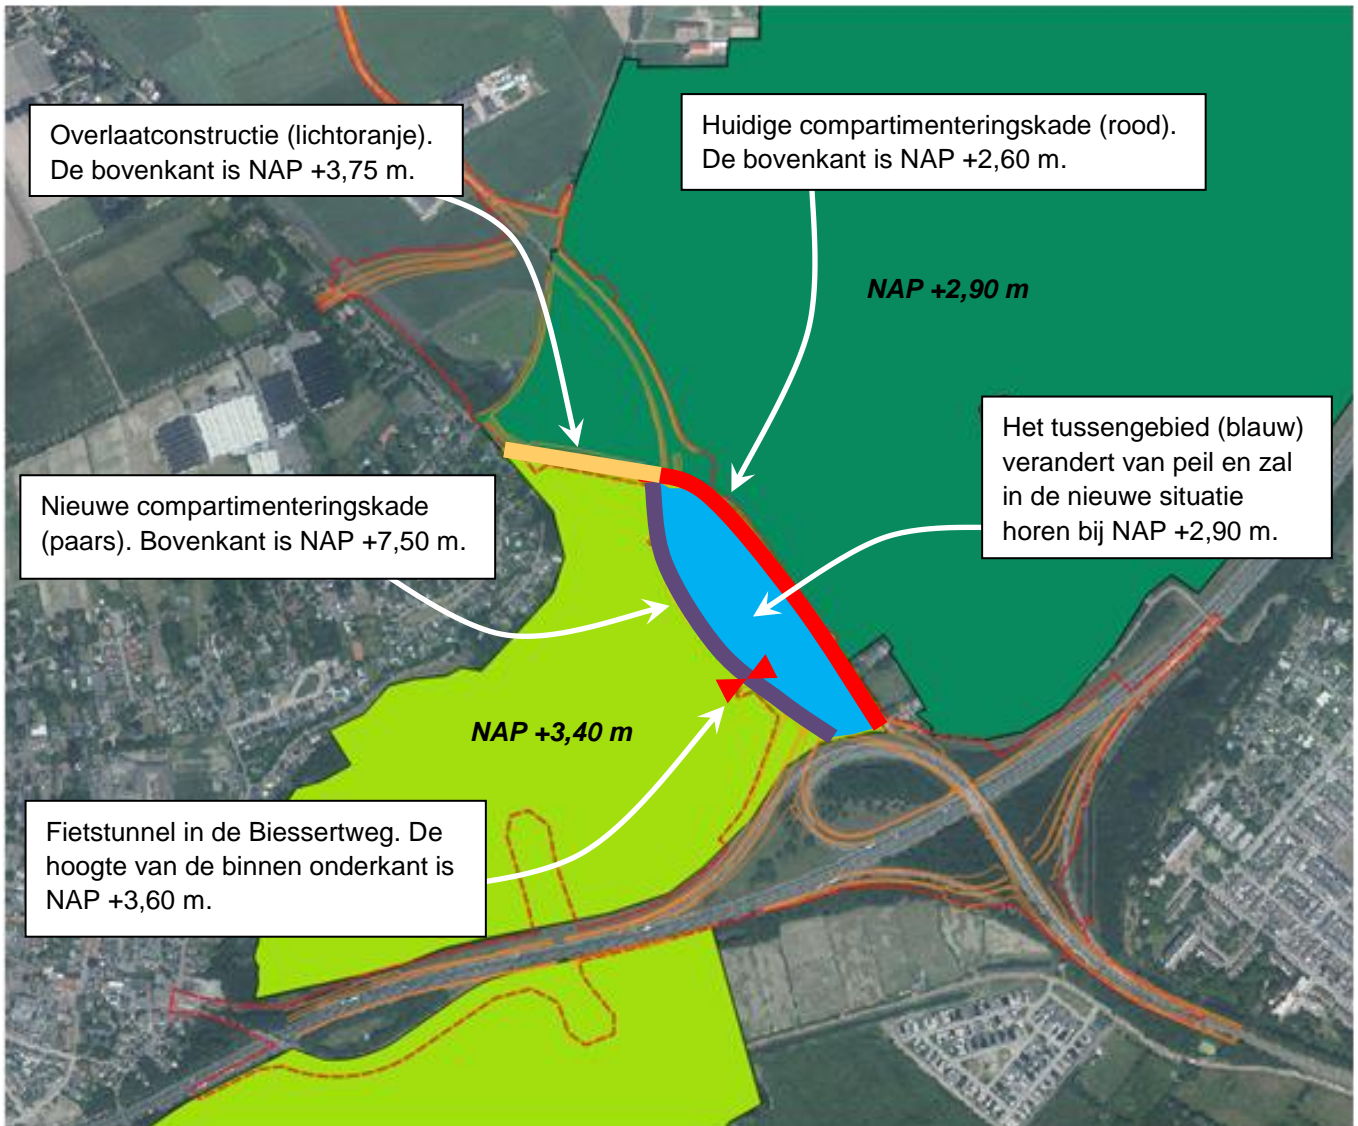 Overlaatconstructie (lichtoranje).
De bovenkant is NAP +3,75 m.
Huidige compartimenteringskade (rood).
De bovenkant is NAP +2,60 m.
NAP +2,90 m
Het tussengebied (blauw)
verandert van peil en zal
in de nieuwe situatie
horen bij NAP +2,90 m.
Nieuwe compartimenteringskade
(paars). Bovenkant is NAP +7,50 m.
NAP +3,40 m
Fietstunnel in de Biessertweg. De
hoogte van de binnen onderkant is
NAP +3,60 m.